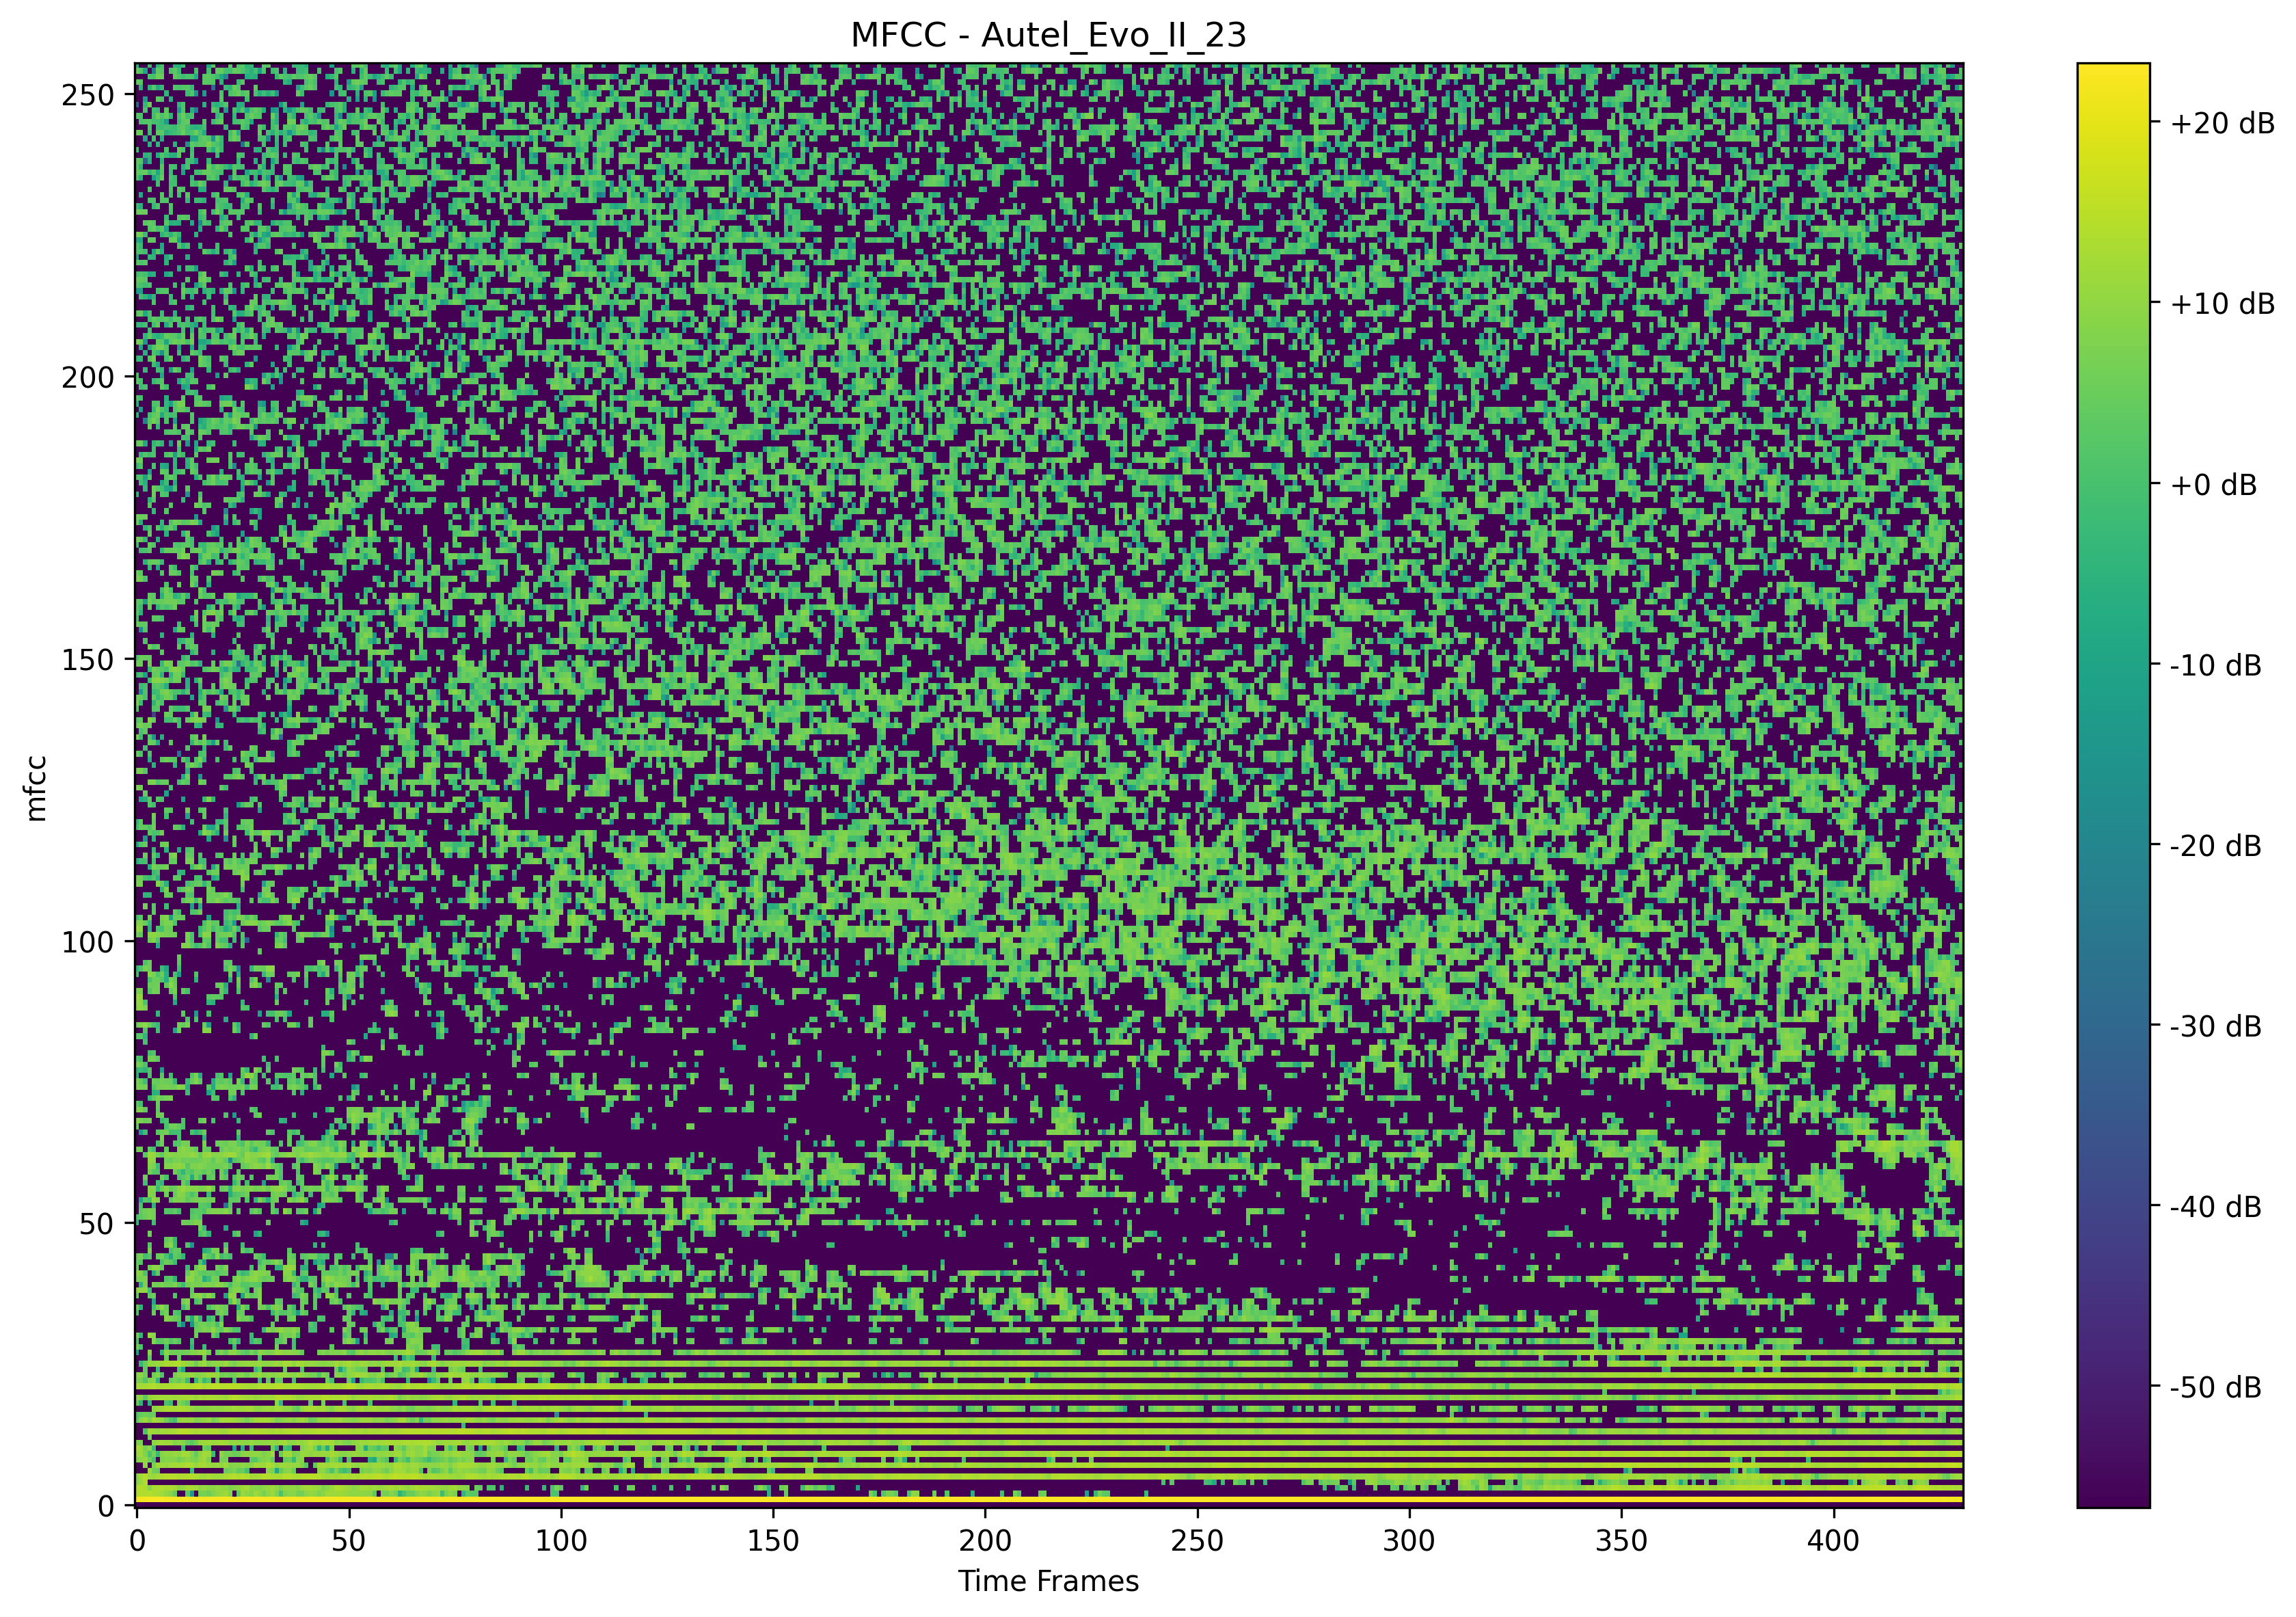 MFCC - Autel_Evo_II_23
mfcc
250
200
150
100
50
0
0 50 100 150 200 250 300 350 400
Time Frames
+20 dB
+10 dB
+0 dB
-10 dB
-20 dB
-30 dB
-40 dB
-50 dB